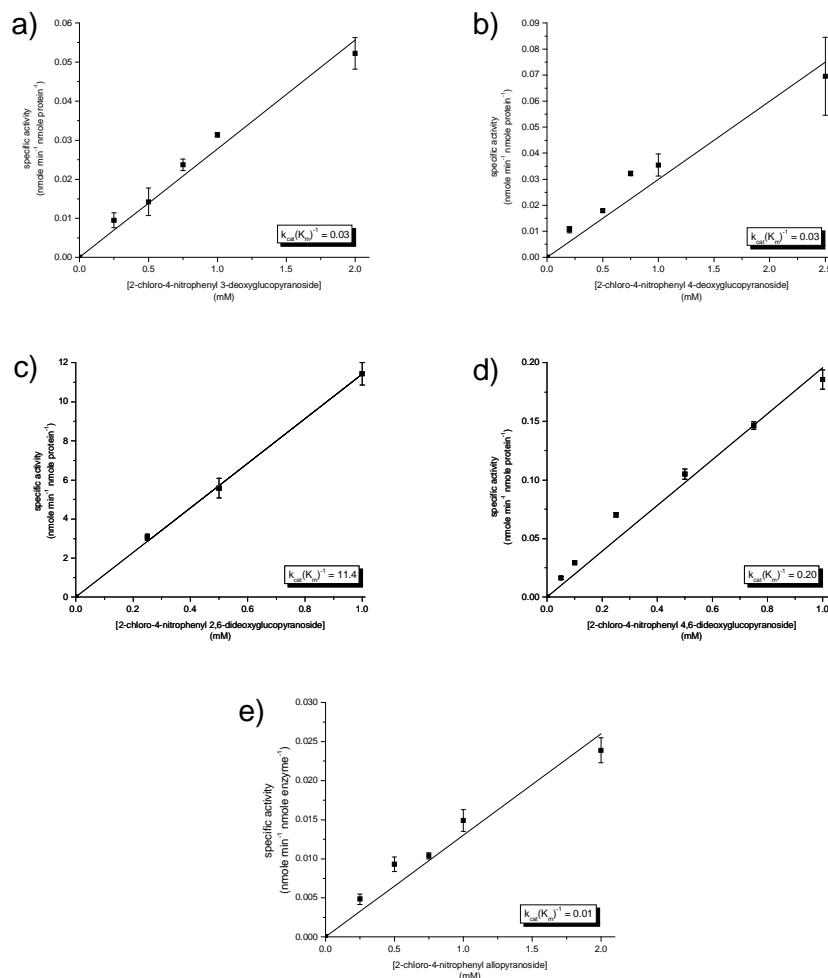 a)
0.06
0.05
0.04
0.03
0.02
0.01
0.00
specific activity
(nmole min⁻¹ nmole protein⁻¹)
k_cat(K_m)⁻¹ = 0.03
0.0 0.5 1.0 1.5 2.0
[2-chloro-4-nitrophenyl 3-deoxyglucopyranoside]
(mM)
b)
0.09
0.08
0.07
0.06
0.05
0.04
0.03
0.02
0.01
0.00
specific activity
(nmole min⁻¹ nmole protein⁻¹)
k_cat(K_m)⁻¹ = 0.03
0.0 0.5 1.0 1.5 2.0 2.5
[2-chloro-4-nitrophenyl 4-deoxyglucopyranoside]
(mM)
c)
12
10
8
6
4
2
0
specific activity
(nmole min⁻¹ nmole protein⁻¹)
k_cat(K_m)⁻¹ = 11.4
0.0 0.2 0.4 0.6 0.8 1.0
[2-chloro-4-nitrophenyl 2,6-dideoxyglucopyranoside]
(mM)
d)
0.20
0.15
0.10
0.05
0.00
specific activity
(nmole min⁻¹ nmole protein⁻¹)
k_cat(K_m)⁻¹ = 0.20
0.0 0.2 0.4 0.6 0.8 1.0
[2-chloro-4-nitrophenyl 4,6-dideoxyglucopyranoside]
(mM)
e)
0.030
0.025
0.020
0.015
0.010
0.005
0.000
specific activity
(nmole min⁻¹ nmole enzyme⁻¹)
k_cat(K_m)⁻¹ = 0.01
0.0 0.5 1.0 1.5 2.0
[2-chloro-4-nitrophenyl allopyranoside]
(mM)